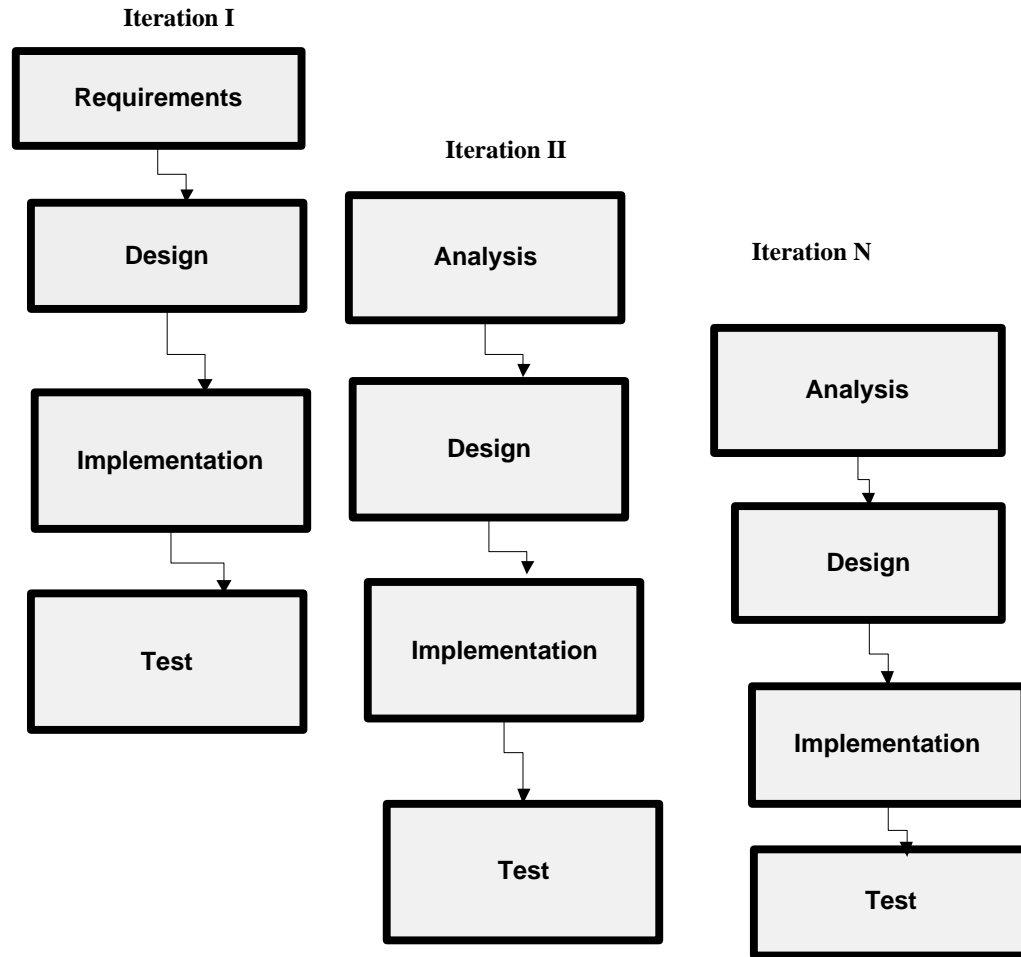 Iteration I
Requirements
Design
Implementation
Test
Iteration II
Analysis
Design
Implementation
Test
Iteration N
Analysis
Design
Implementation
Test